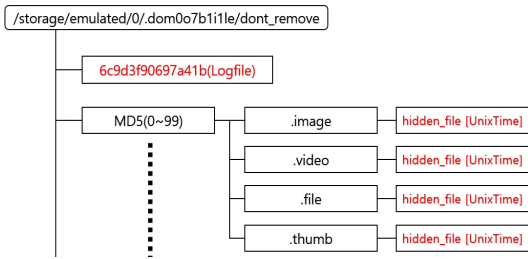 /storage/emulated/0/.dom0o7b1i1le/dont_remove
6c9d3f90697a41b(Logfile)
MD5(0~99)
.image
hidden_file [UnixTime]
.video
hidden_file [UnixTime]
.file
hidden_file [UnixTime]
.thumb
hidden_file [UnixTime]